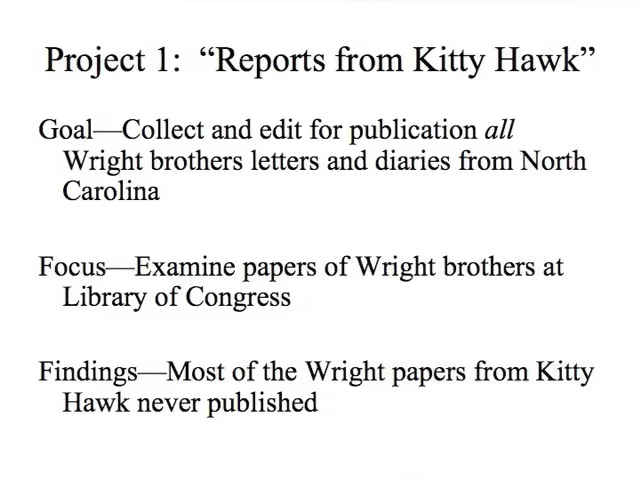 Project 1:  “Reports from Kitty Hawk”
Goal—Collect and edit for publication all
Wright brothers letters and diaries from North
Carolina
Focus—Examine papers of Wright brothers at
Library of Congress
Findings—Most of the Wright papers from Kitty
Hawk never published